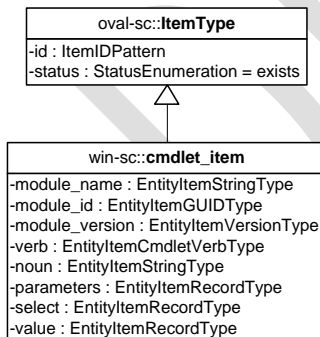 oval-sc::ItemType
-id : ItemIDPattern
-status : StatusEnumeration = exists
win-sc::cmdlet_item
-module_name : EntityItemStringType
-module_id : EntityItemGUIDType
-module_version : EntityItemVersionType
-verb : EntityItemCmdletVerbType
-noun : EntityItemStringType
-parameters : EntityItemRecordType
-select : EntityItemRecordType
-value : EntityItemRecordType